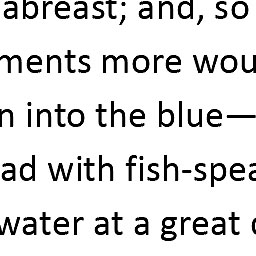 abreast; and, so
ments more wou
n into the blue—
ad with fish-spea
water at a great